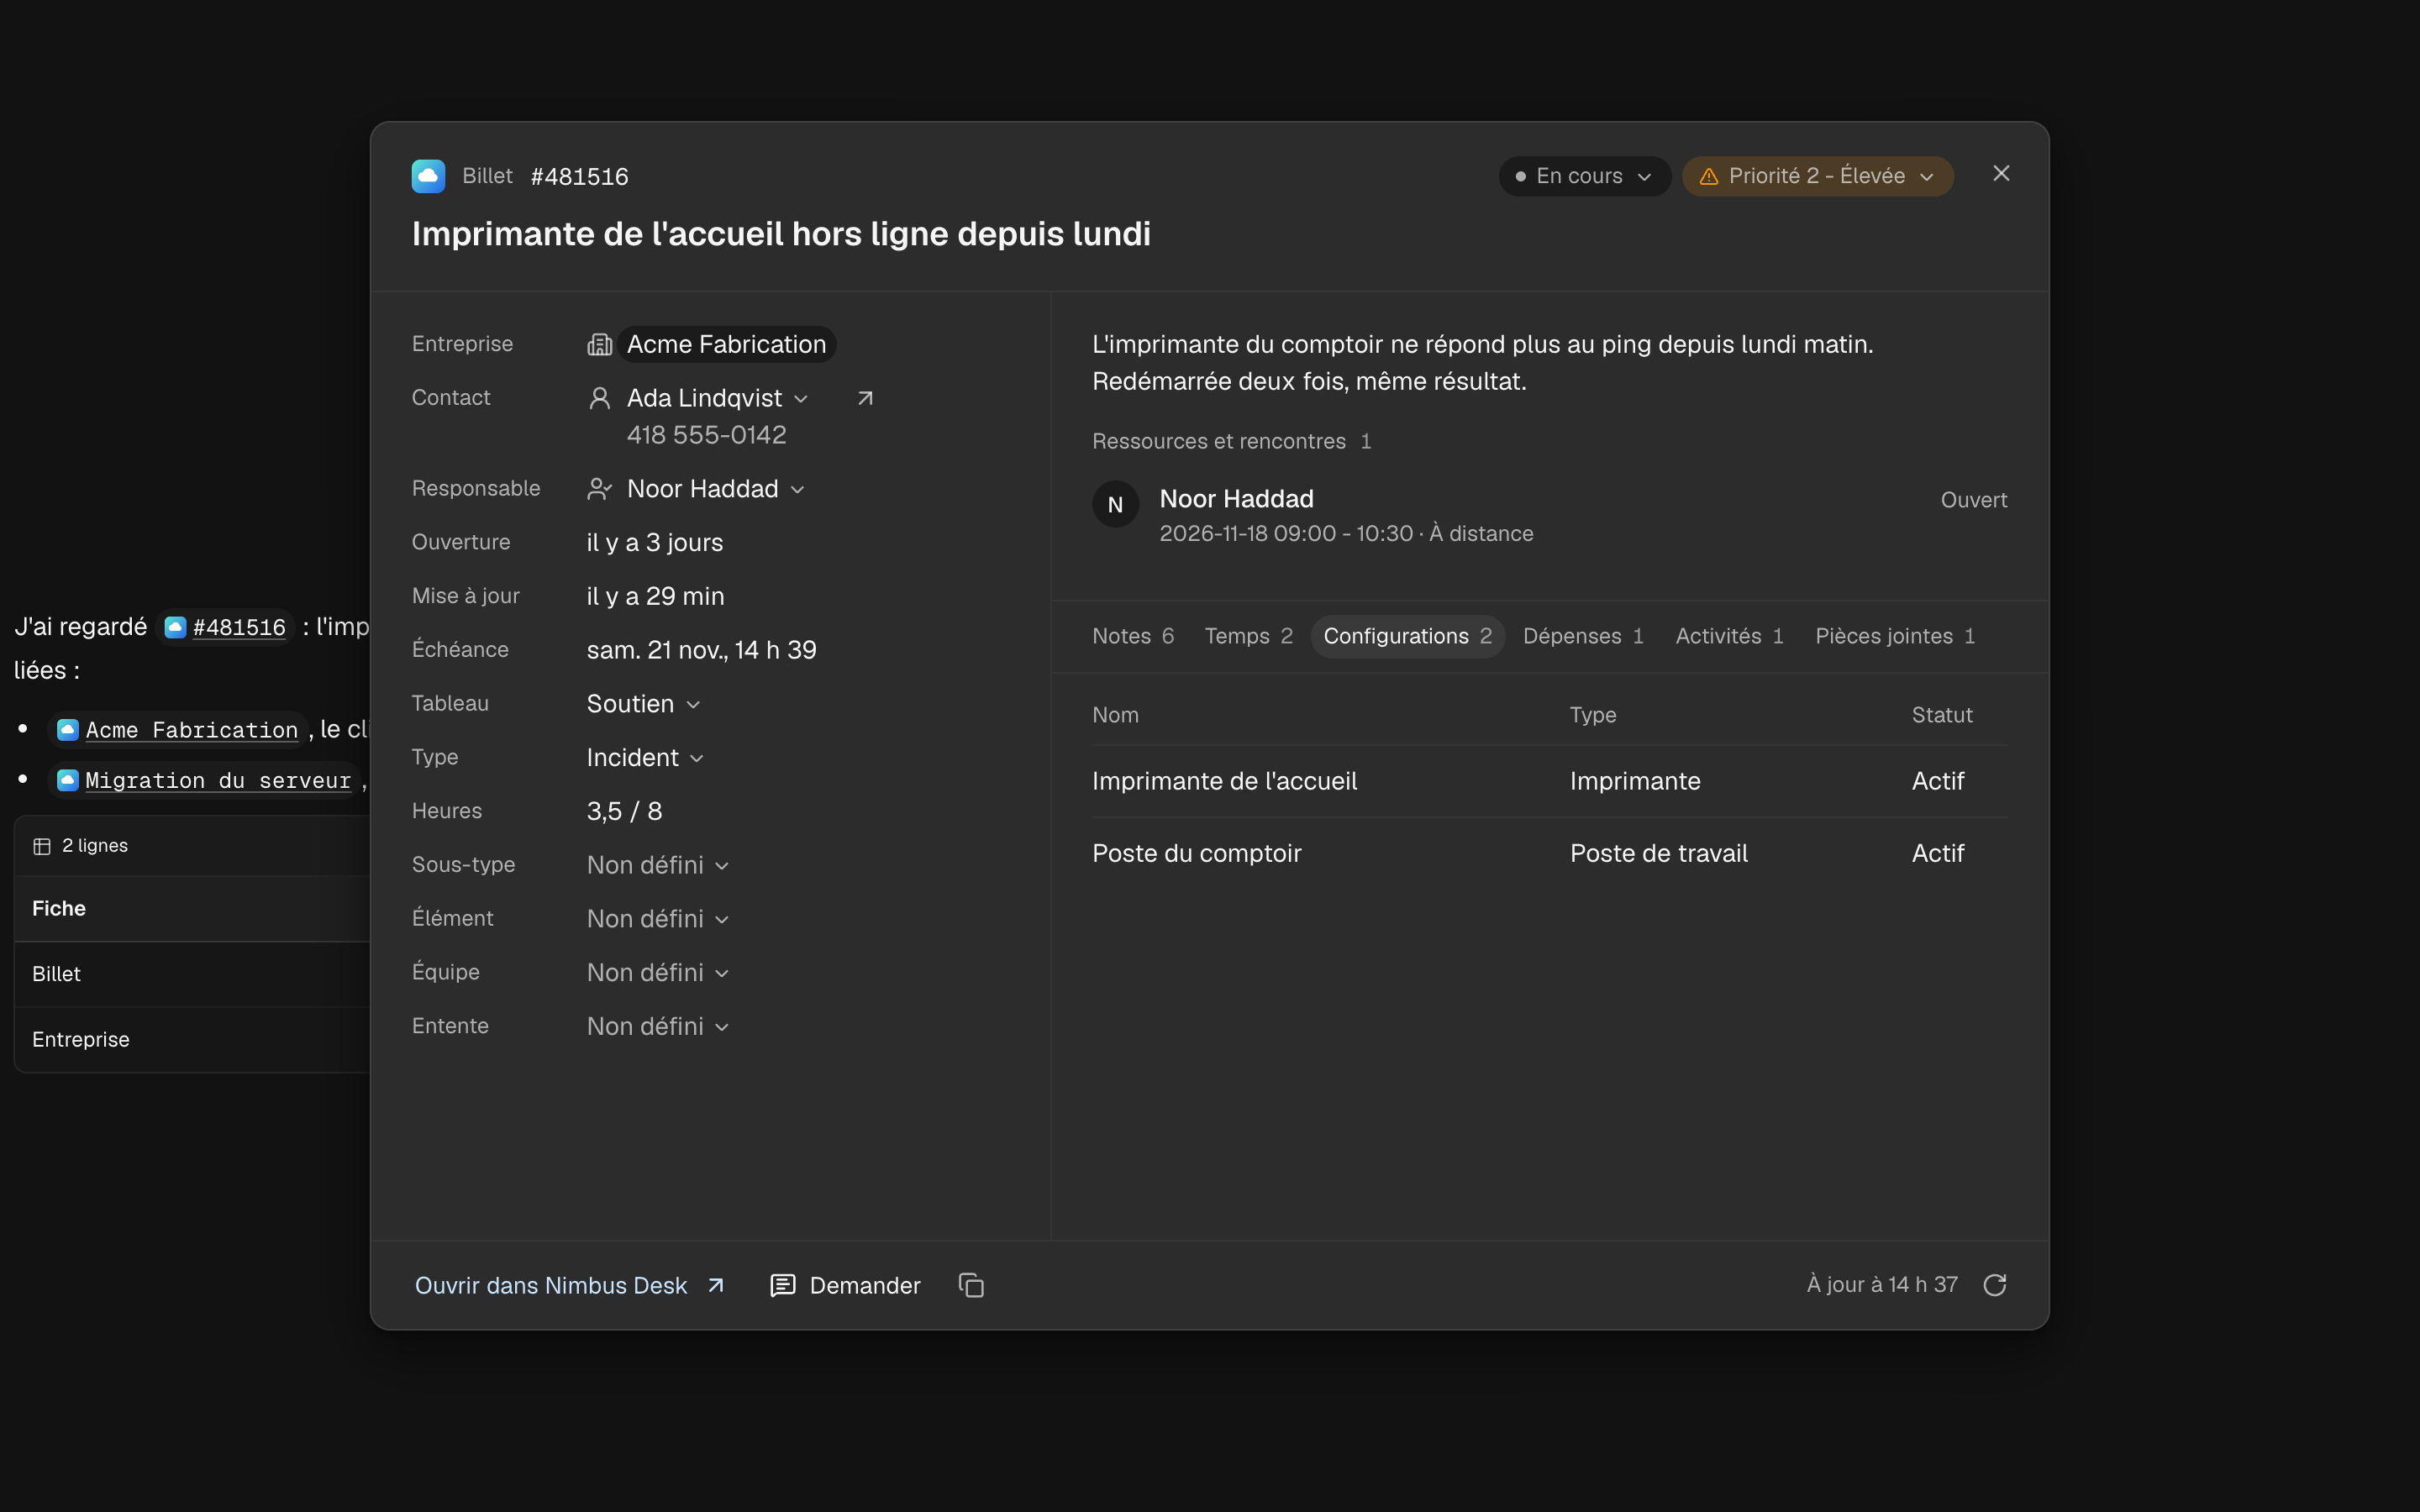 Billet #481516
En cours
Priorité 2 - Élevée
Imprimante de l'accueil hors ligne depuis lundi
Entreprise Acme Fabrication
Contact Ada Lindqvist
418 555-0142
Responsable Noor Haddad
Ouverture il y a 3 jours
Mise à jour il y a 29 min
Échéance sam. 21 nov., 14 h 39
Tableau Soutien
Type Incident
Heures 3,5 / 8
Sous-type Non défini
Élément Non défini
Équipe Non défini
Entente Non défini
L'imprimante du comptoir ne répond plus au ping depuis lundi matin.
Redémarrée deux fois, même résultat.
Ressources et rencontres 1
N
Noor Haddad Ouvert
2026-11-18 09:00 - 10:30 · À distance
Notes 6 Temps 2 Configurations 2 Dépenses 1 Activités 1 Pièces jointes 1
Nom Type Statut
Imprimante de l'accueil Imprimante Actif
Poste du comptoir Poste de travail Actif
Ouvrir dans Nimbus Desk Demander À jour à 14 h 37
J'ai regardé #481516 : l'imp
liées :
Acme Fabrication , le cli
Migration du serveur ,
2 lignes
Fiche
Billet
Entreprise